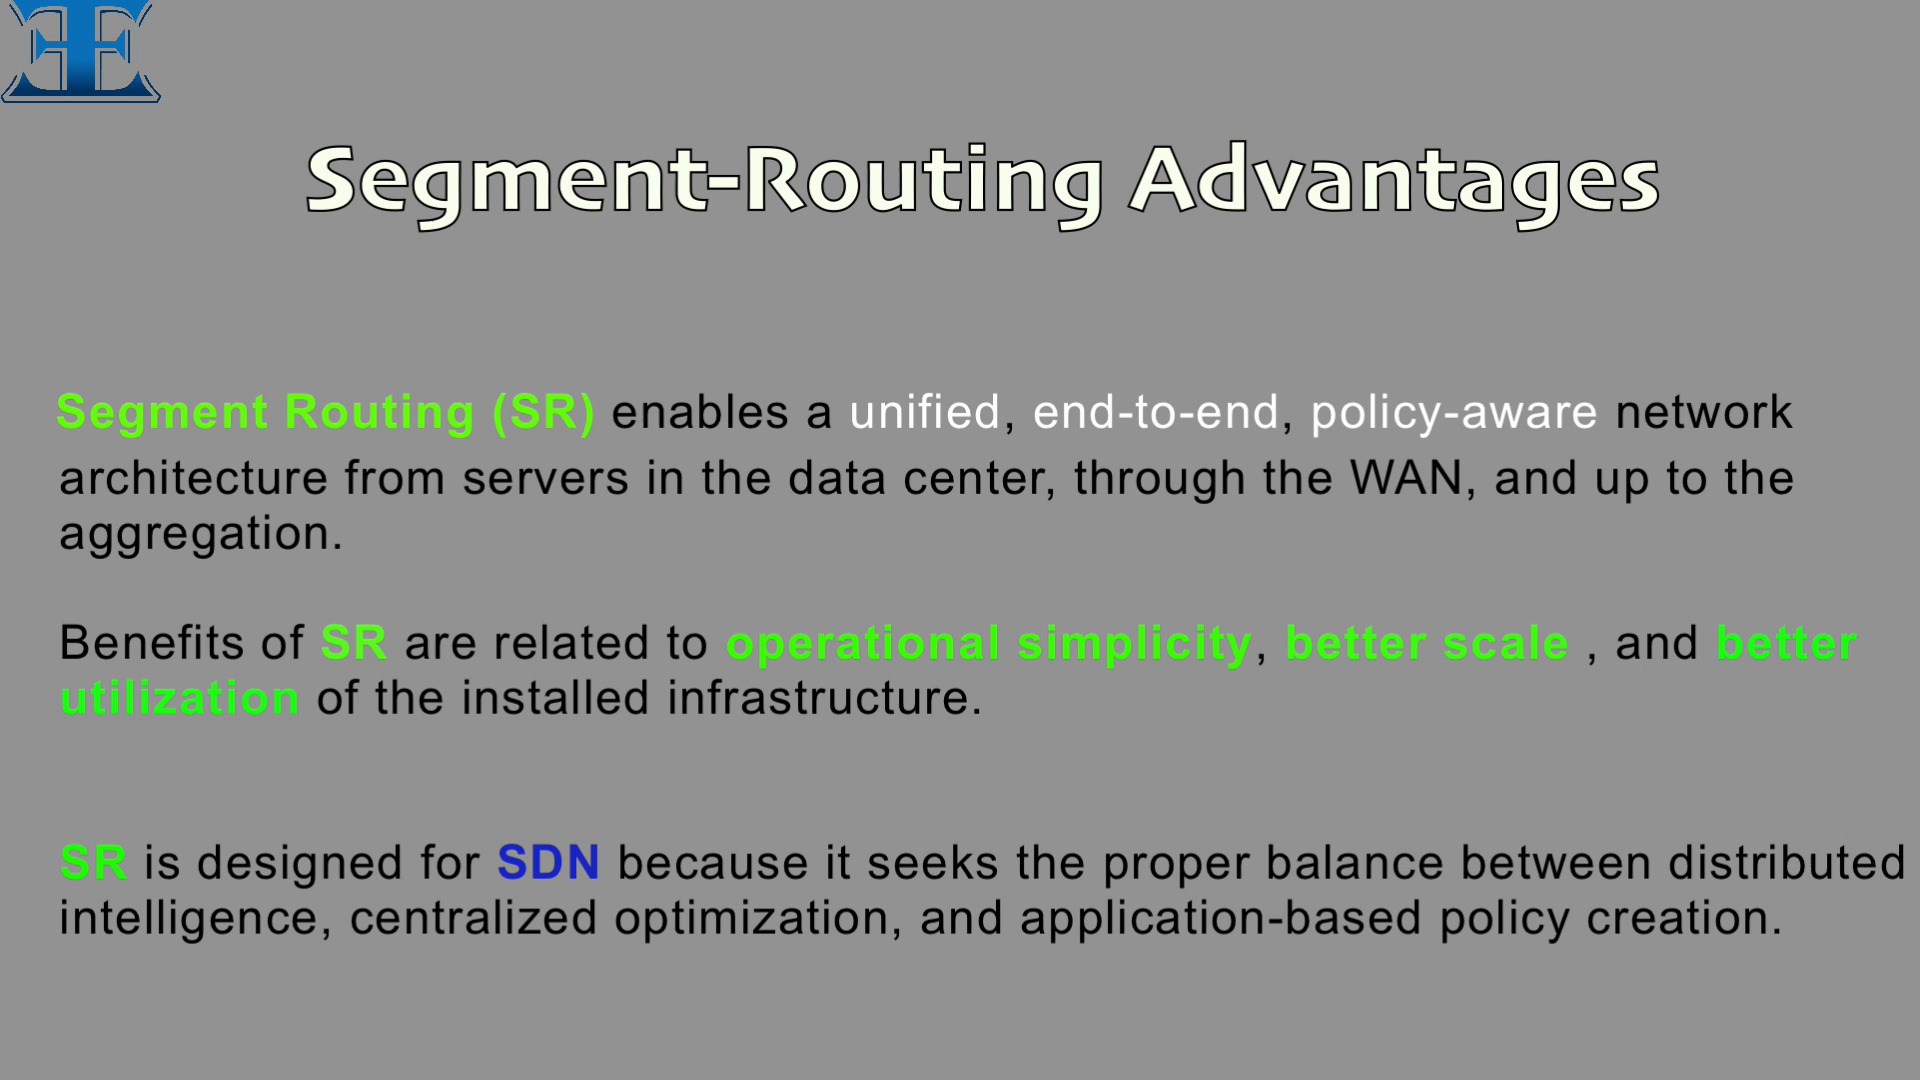 Segment-Routing Advantages
Segment Routing (SR) enables a unified, end-to-end, policy-aware network
architecture from servers in the data center, through the WAN, and up to the
aggregation.
Benefits of SR are related to operational simplicity, better scale , and better
utilization of the installed infrastructure.
SR is designed for SDN because it seeks the proper balance between distributed
intelligence, centralized optimization, and application-based policy creation.